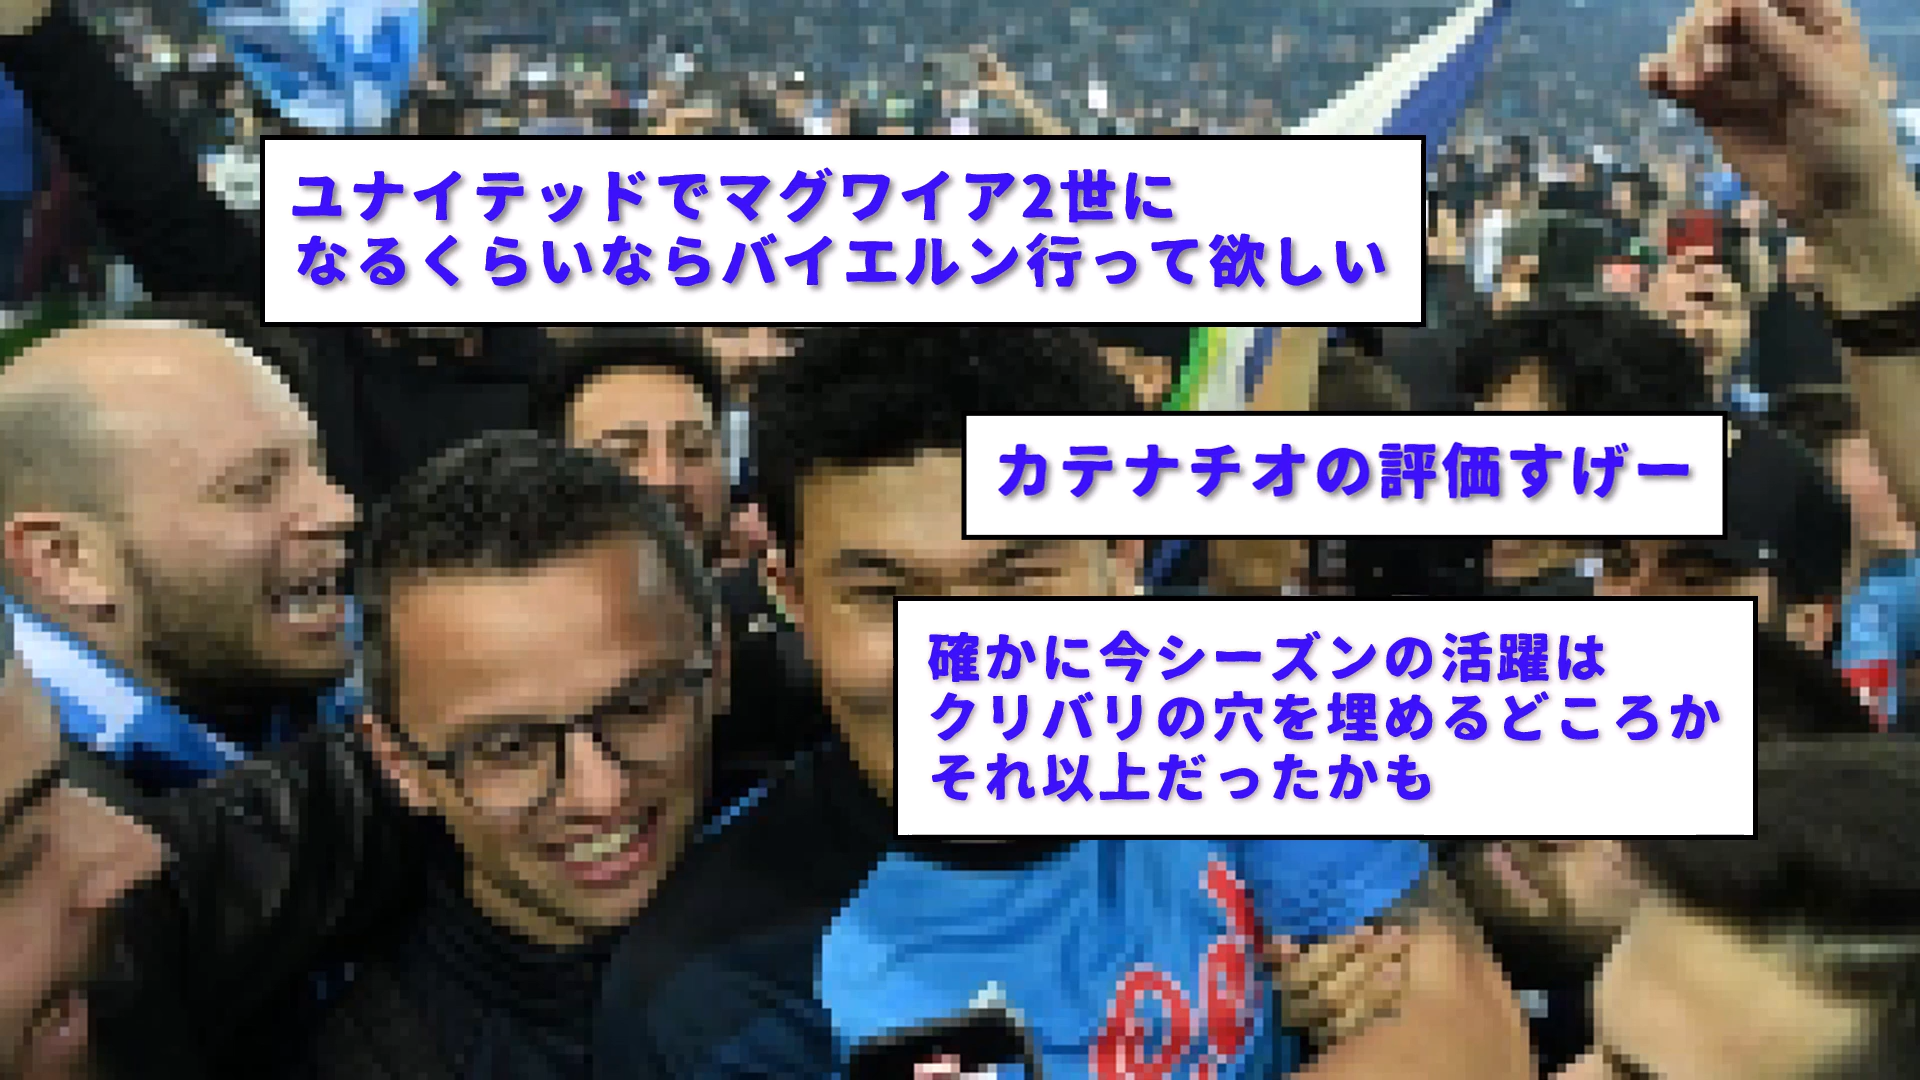 ユナイテッドでマグワイア2世に
なるくらいならバイエルン行って欲しい
カテナチオの評価すげー
確かに今シーズンの活躍は
クリバリの穴を埋めるどころか
それ以上だったかも